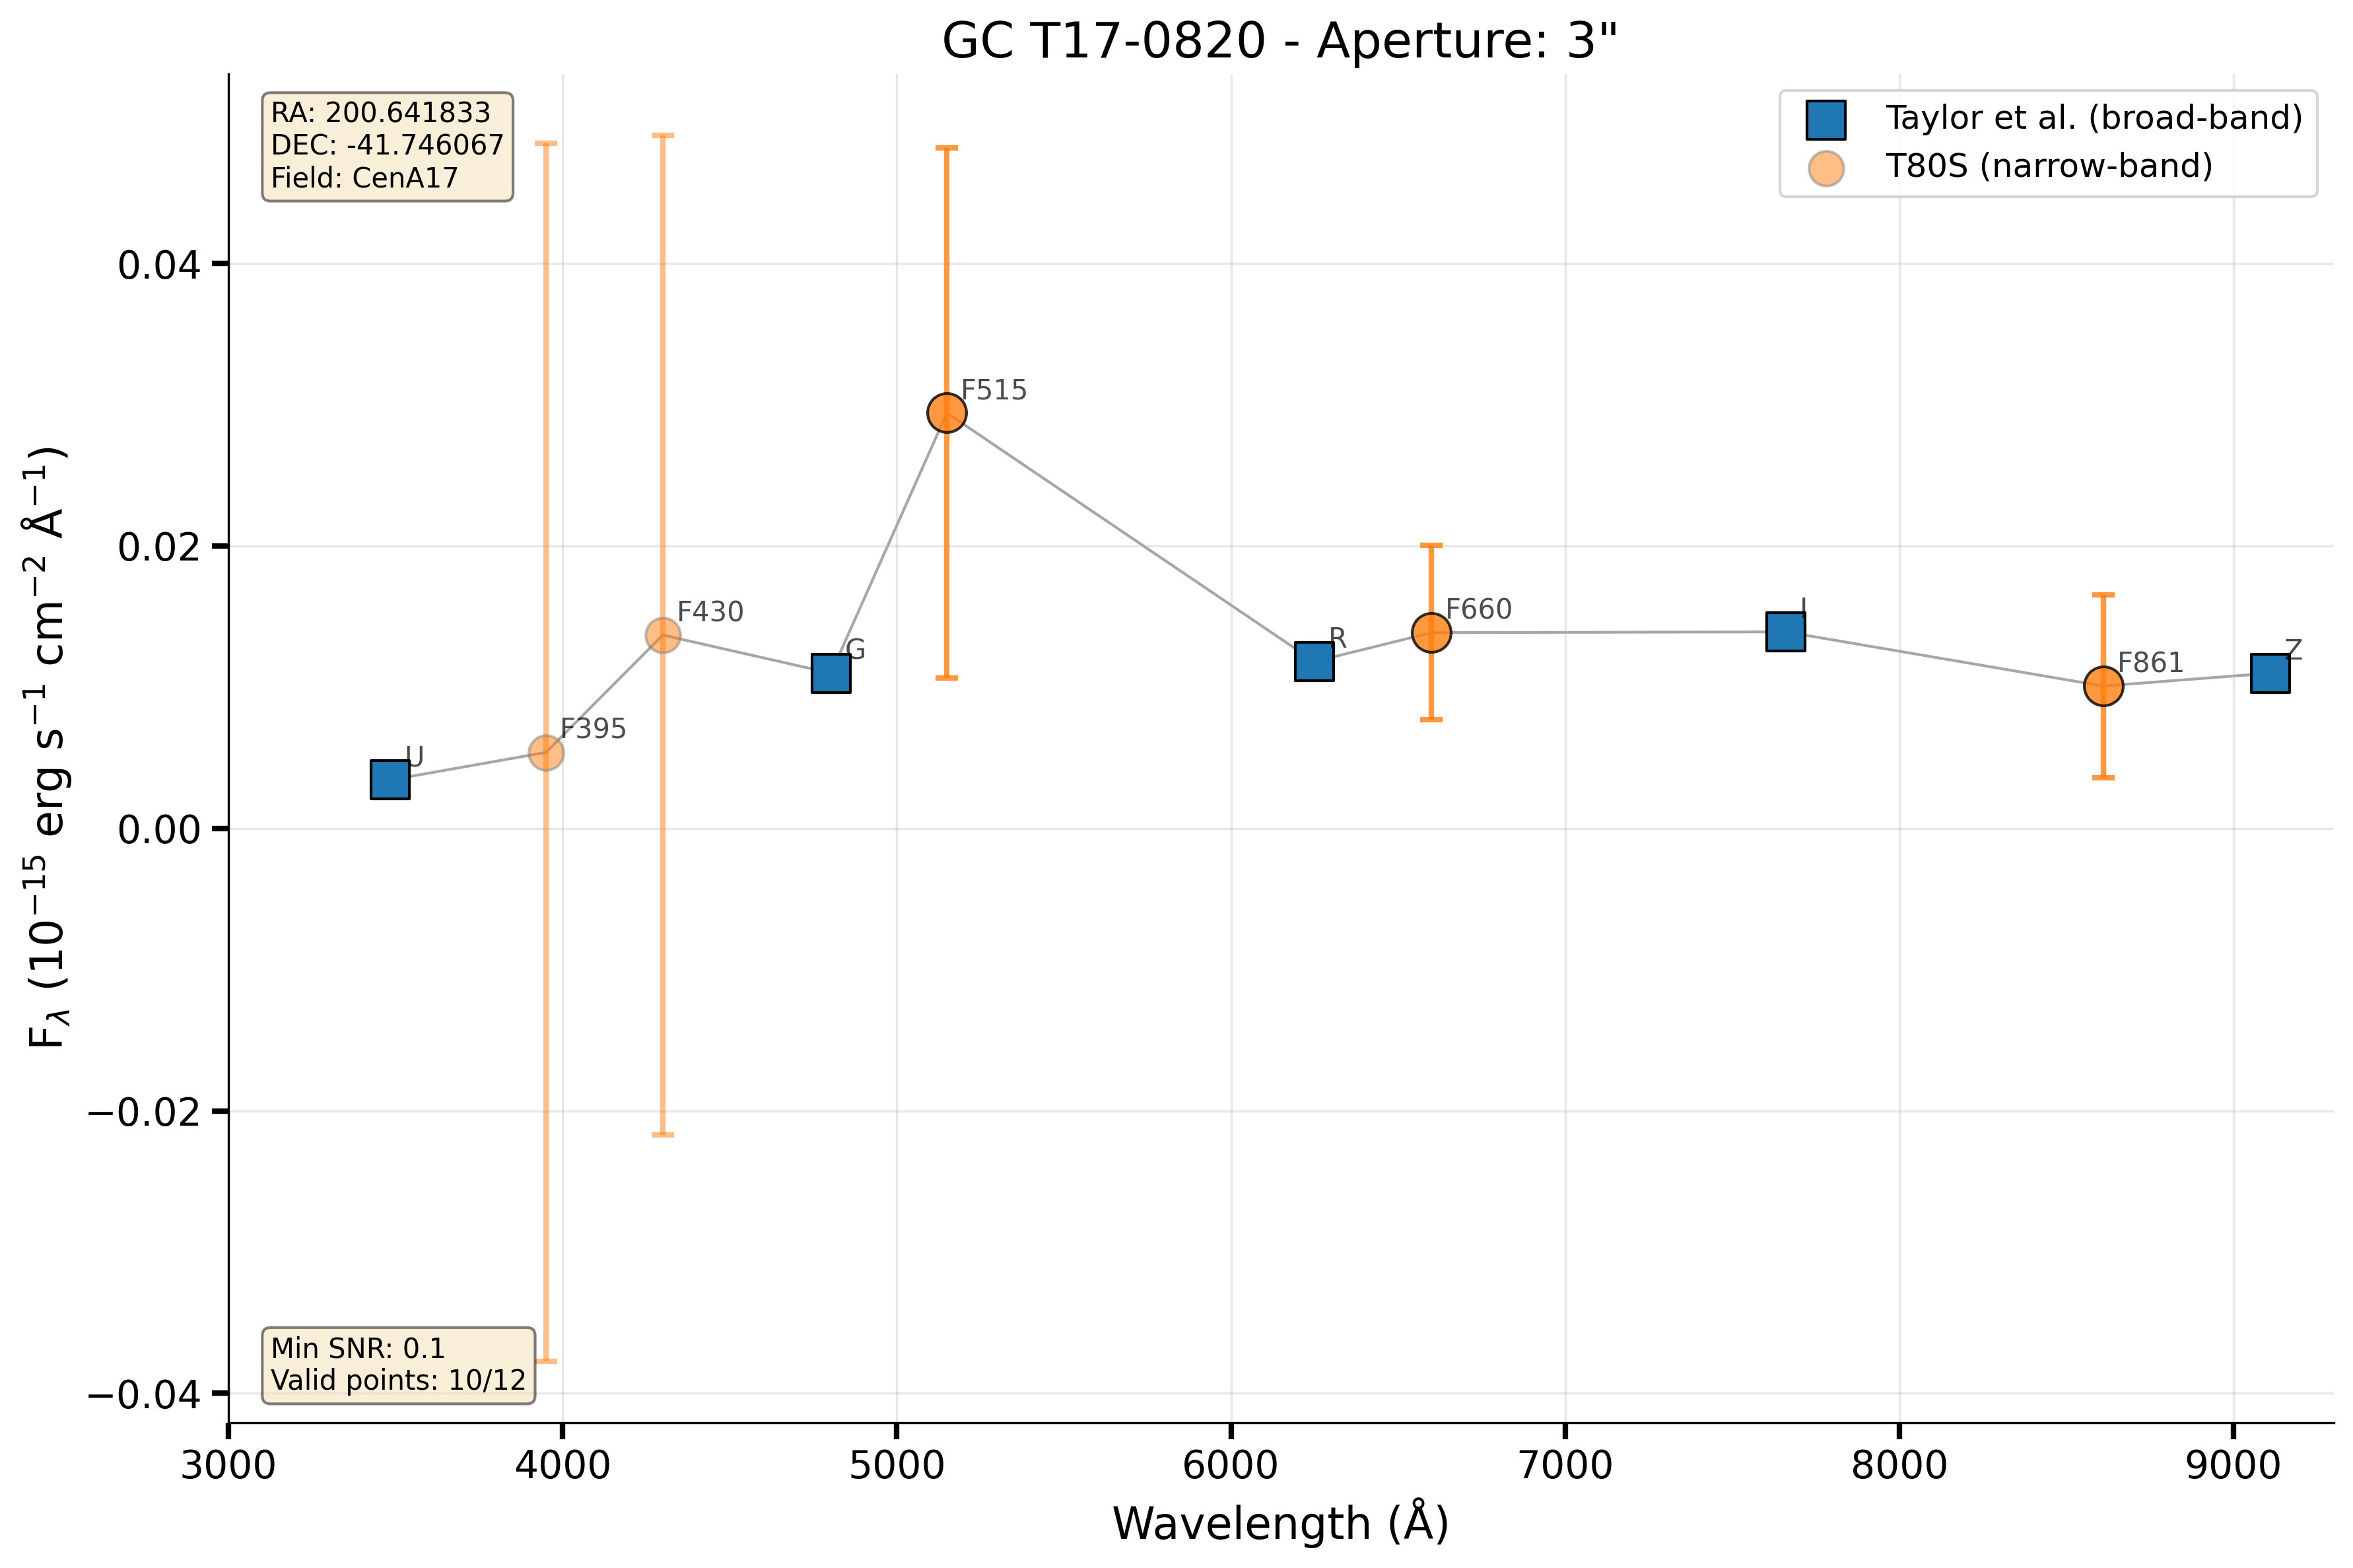 GC T17-0820 - Aperture: 3"
RA: 200.641833
DEC: -41.746067
Field: CenA17
Taylor et al. (broad-band)
T80S (narrow-band)
0.04
0.02
0.00
−0.02
−0.04
Fλ (10⁻¹⁵ erg s⁻¹ cm⁻² Å⁻¹)
U
F395
F430
G
F515
R
F660
I
F861
Z
Min SNR: 0.1
Valid points: 10/12
3000 4000 5000 6000 7000 8000 9000
Wavelength (Å)